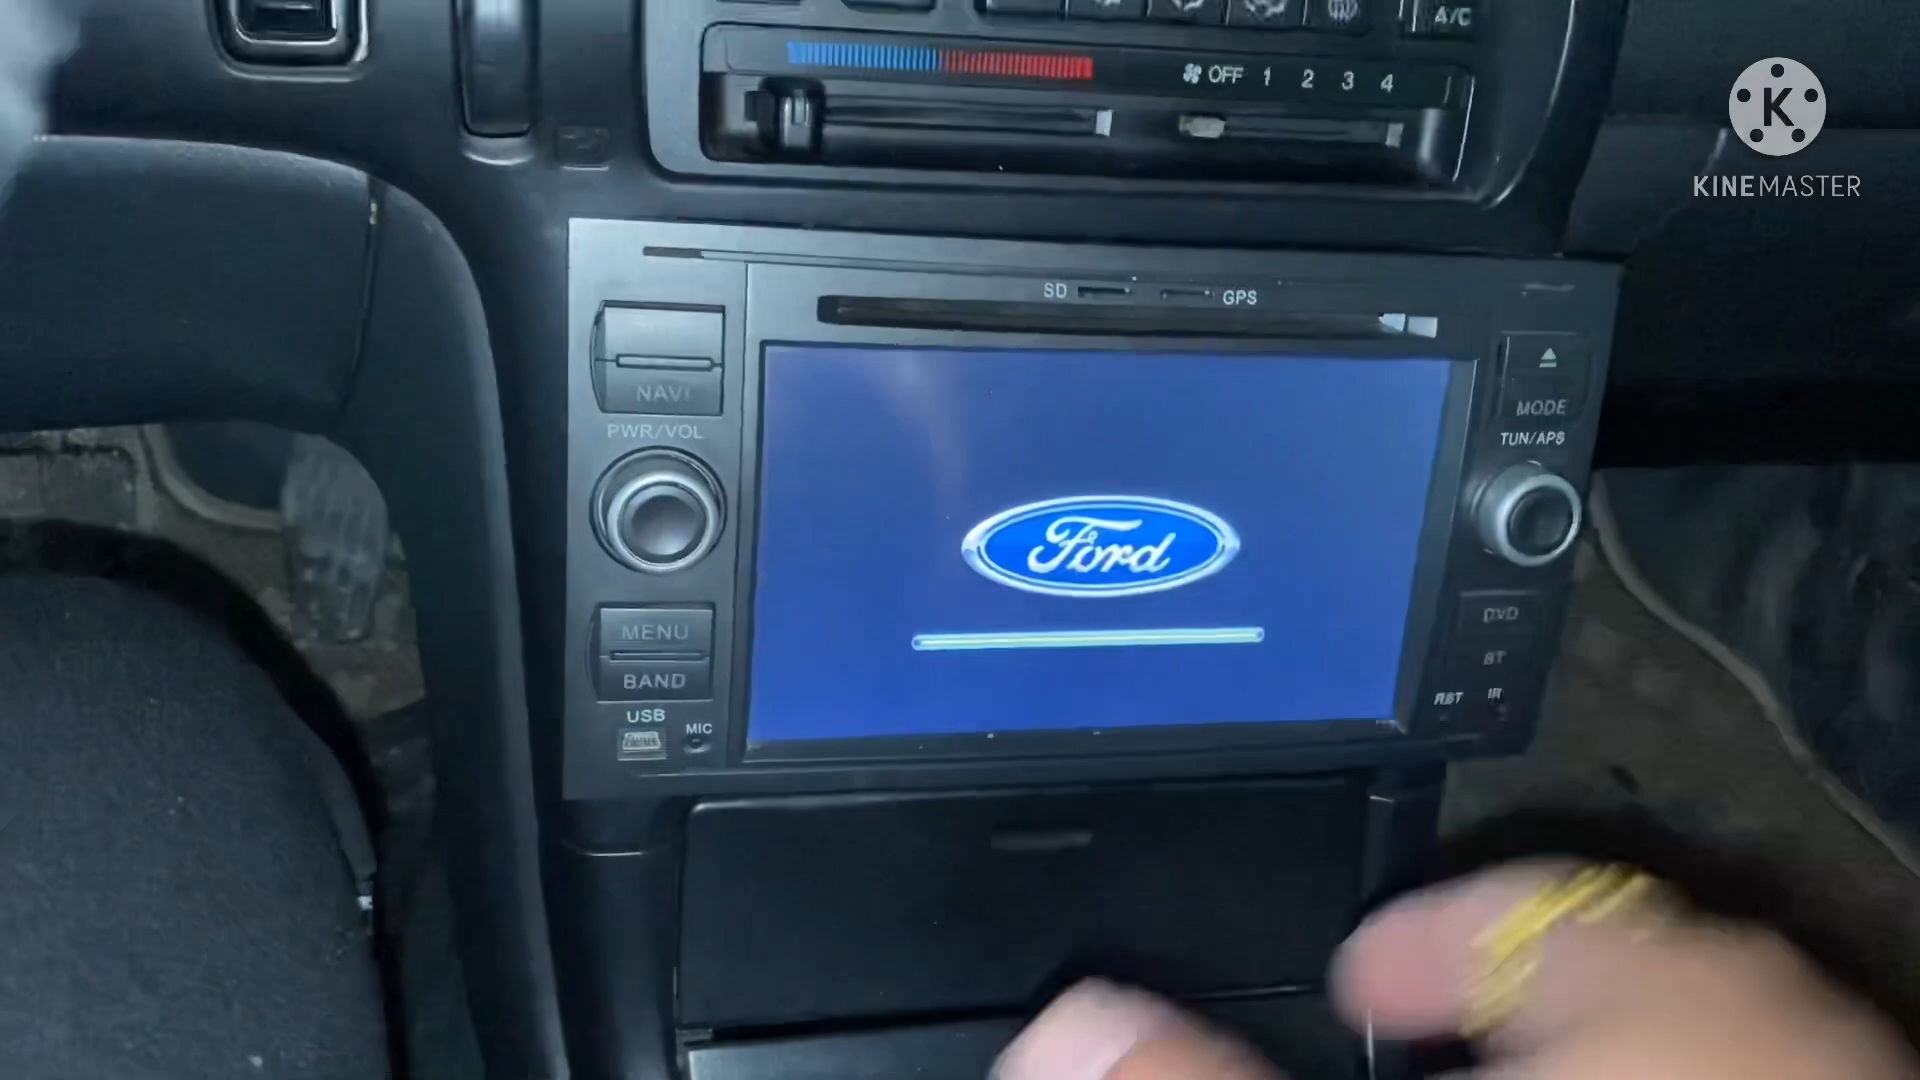 A/C
OFF 1 2 3 4
K
KINEMASTER
SD GPS
NAVI
MODE
PWR/VOL
TUN/APS
Ford
MENU
DVD
BAND
BT
USB
MIC
RST
IR